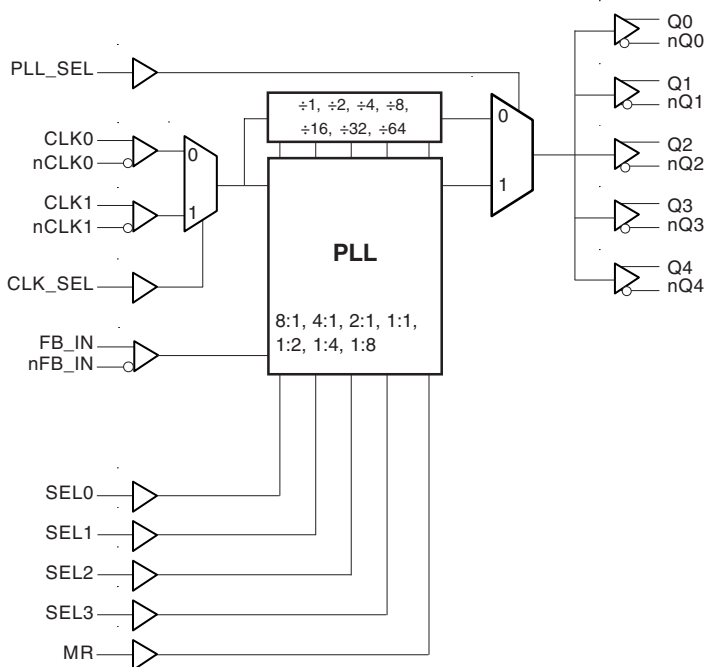 PLL_SEL
CLK0
nCLK0
CLK1
nCLK1
CLK_SEL
FB_IN
nFB_IN
SEL0
SEL1
SEL2
SEL3
MR
0
1
÷1, ÷2, ÷4, ÷8,
÷16, ÷32, ÷64
PLL
8:1, 4:1, 2:1, 1:1,
1:2, 1:4, 1:8
0
1
Q0
nQ0
Q1
nQ1
Q2
nQ2
Q3
nQ3
Q4
nQ4